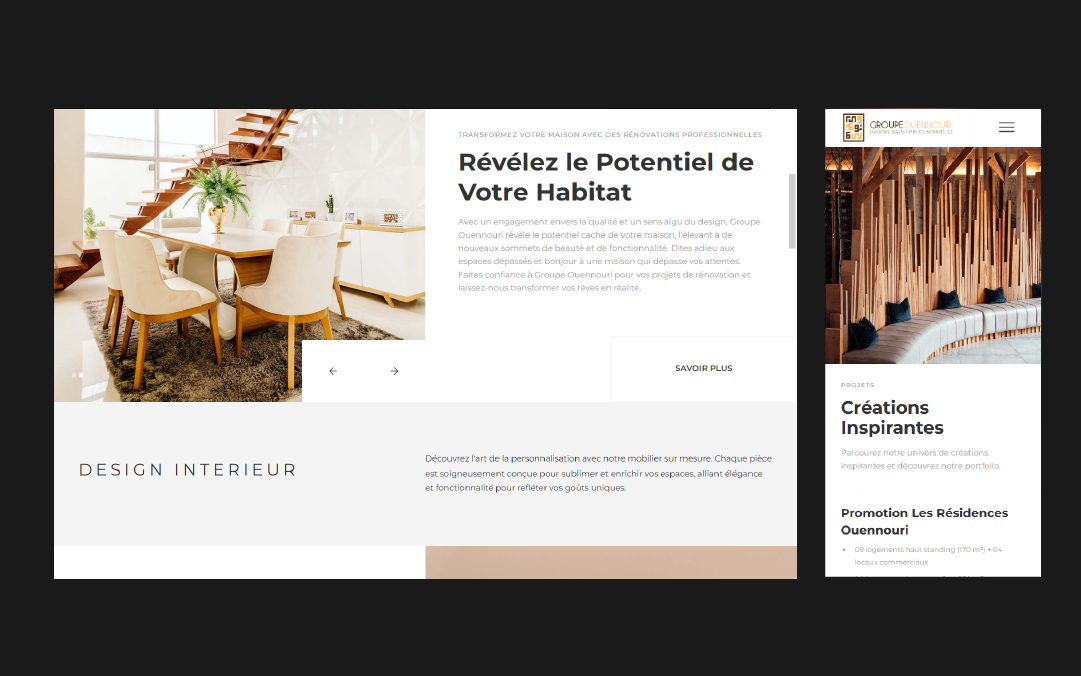 TRANSFORMEZ VOTRE MAISON AVEC DES RÉNOVATIONS PROFESSIONNELLES
Révélez le Potentiel de
Votre Habitat
Avec un engagement envers la qualité et un sens aigu du design, Groupe
Ouennouri révèle le potentiel caché de votre maison, l'élevant à de
nouveaux sommets de beauté et de fonctionnalité. Dites adieu aux
espaces dépassés et bonjour à une maison qui dépasse vos attentes.
Faites confiance à Groupe Ouennouri pour vos projets de rénovation et
laissez-nous transformer vos rêves en réalité.
SAVOIR PLUS
DESIGN INTERIEUR
Découvrez l'art de la personnalisation avec notre mobilier sur mesure. Chaque pièce
est soigneusement conçue pour sublimer et enrichir vos espaces, alliant élégance
et fonctionnalité pour refléter vos goûts uniques.
GROUPEOUENNOURI
PROJETS
Créations
Inspirantes
Parcourez notre univers de créations
inspirantes et découvrez notre portfolio.
Promotion Les Résidences
Ouennouri
09 logements haut standing (170 m²) + 04
locaux commerciaux